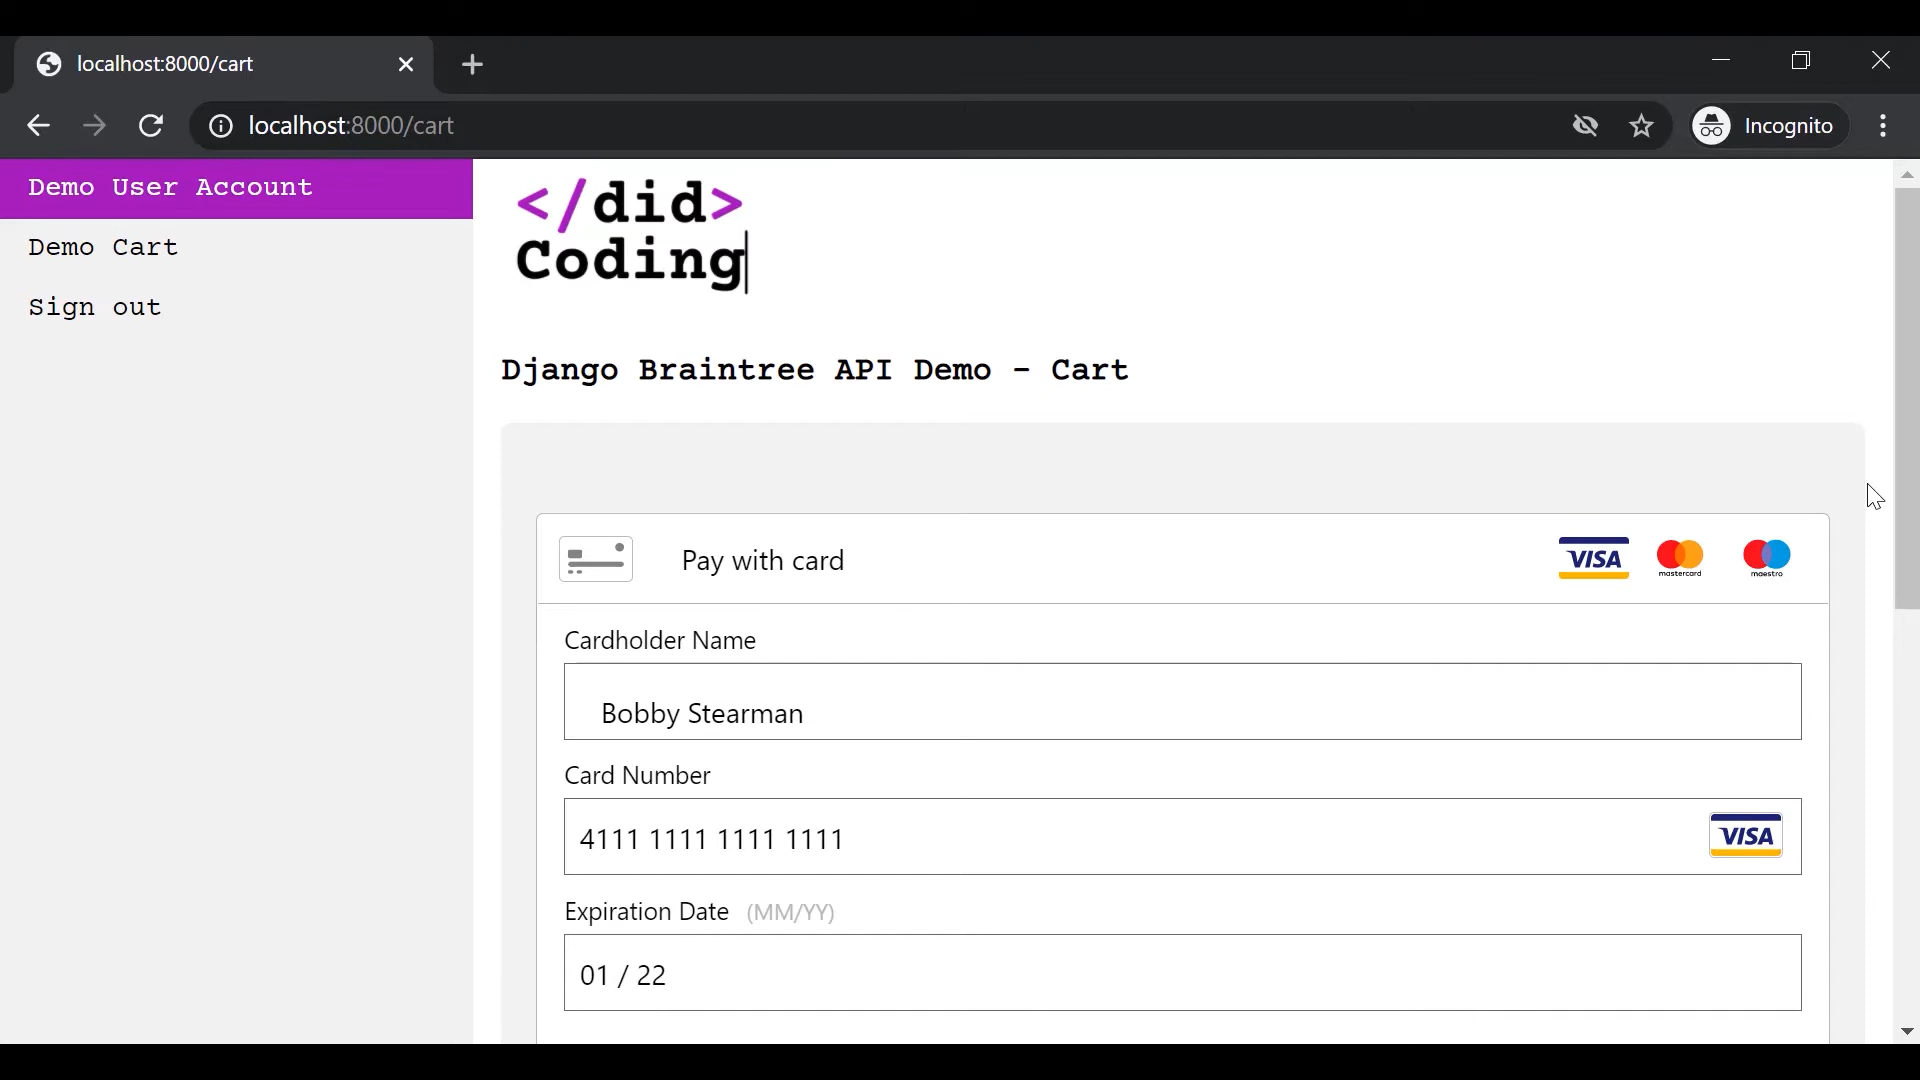 localhost:8000/cart
localhost:8000/cart
Incognito
Demo User Account
Demo Cart
Sign out
</did>
Coding
Django Braintree API Demo - Cart
Pay with card
VISA
mastercard
maestro
Cardholder Name
Bobby Stearman
Card Number
4111 1111 1111 1111
VISA
Expiration Date (MM/YY)
01 / 22